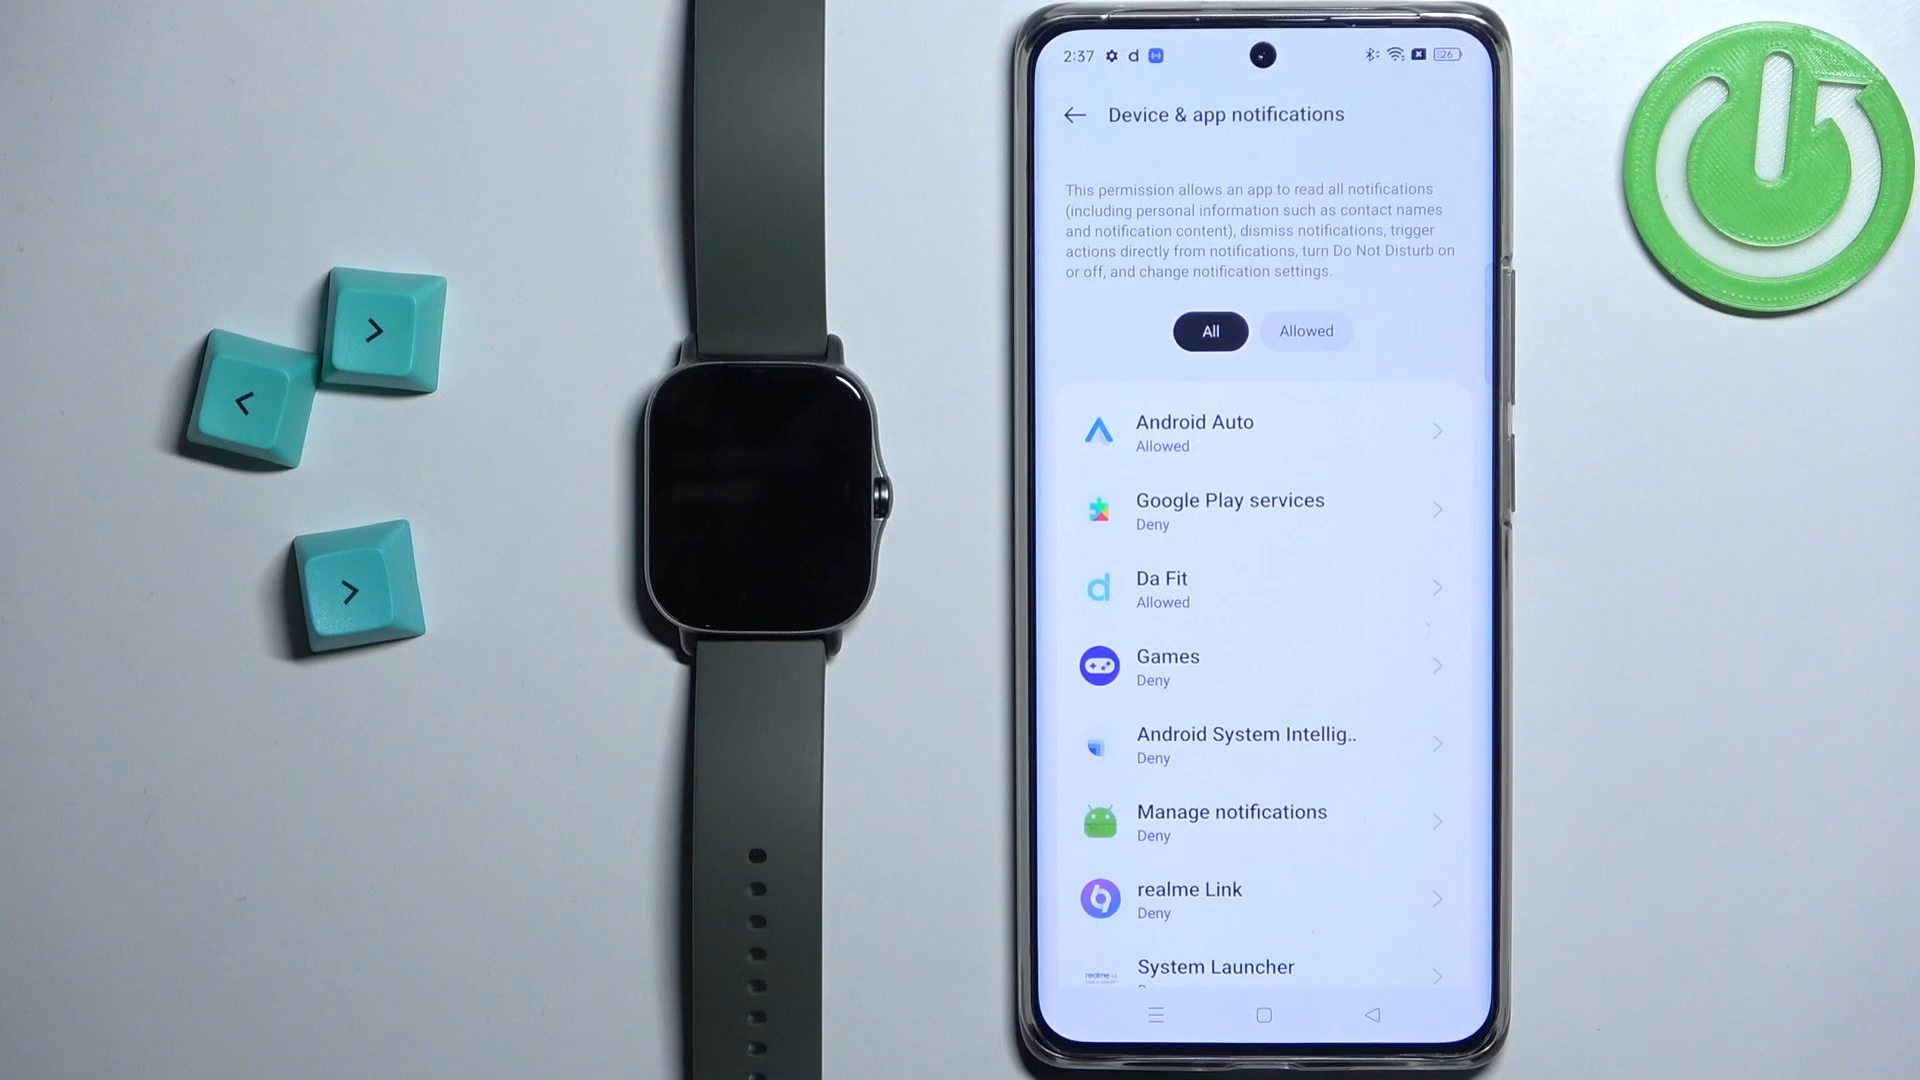 2:37 d 26
Device & app notifications
This permission allows an app to read all notifications
(including personal information such as contact names
and notification content), dismiss notifications, trigger
actions directly from notifications, turn Do Not Disturb on
or off, and change notification settings.
All Allowed
Android Auto
Allowed
Google Play services
Deny
Da Fit
Allowed
Games
Deny
Android System Intellig..
Deny
Manage notifications
Deny
realme Link
Deny
System Launcher
realme
>
<
>